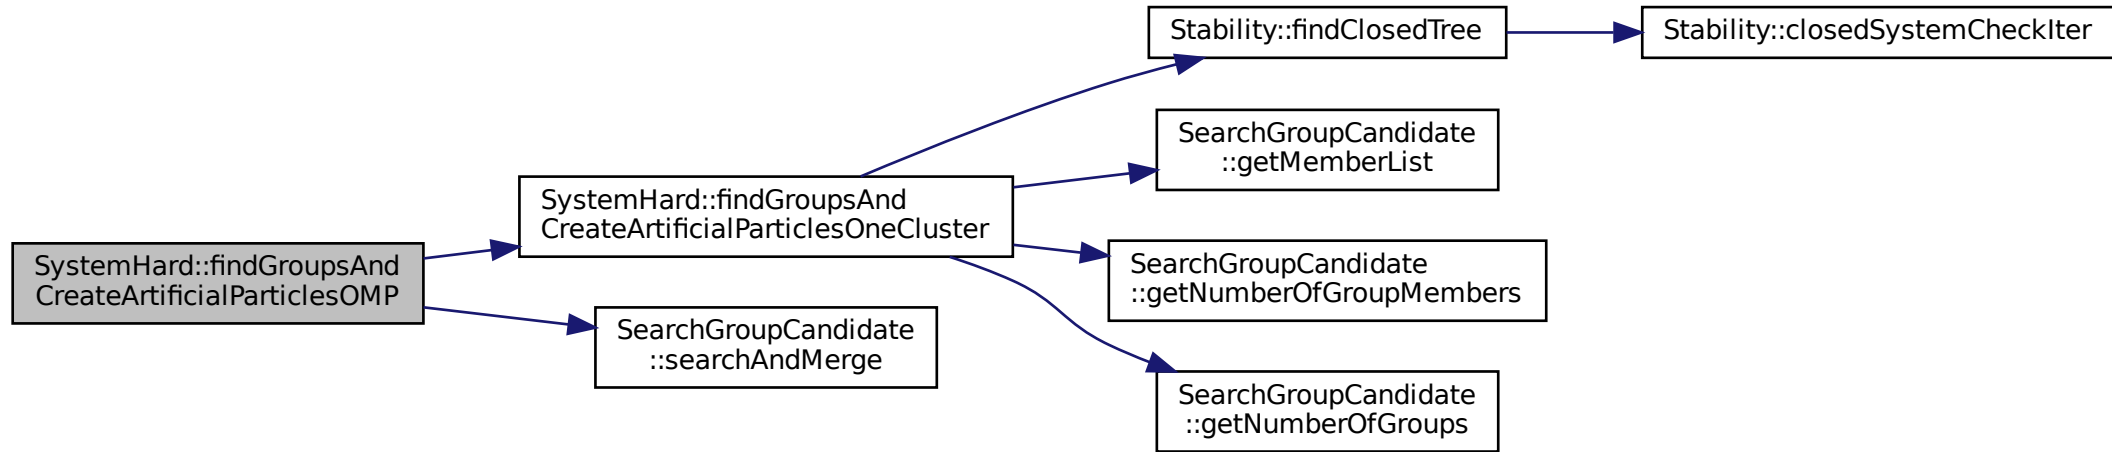 SystemHard::findGroupsAnd
CreateArtificialParticlesOMP
SystemHard::findGroupsAnd
CreateArtificialParticlesOneCluster
SearchGroupCandidate
::searchAndMerge
Stability::findClosedTree
Stability::closedSystemCheckIter
SearchGroupCandidate
::getMemberList
SearchGroupCandidate
::getNumberOfGroupMembers
SearchGroupCandidate
::getNumberOfGroups